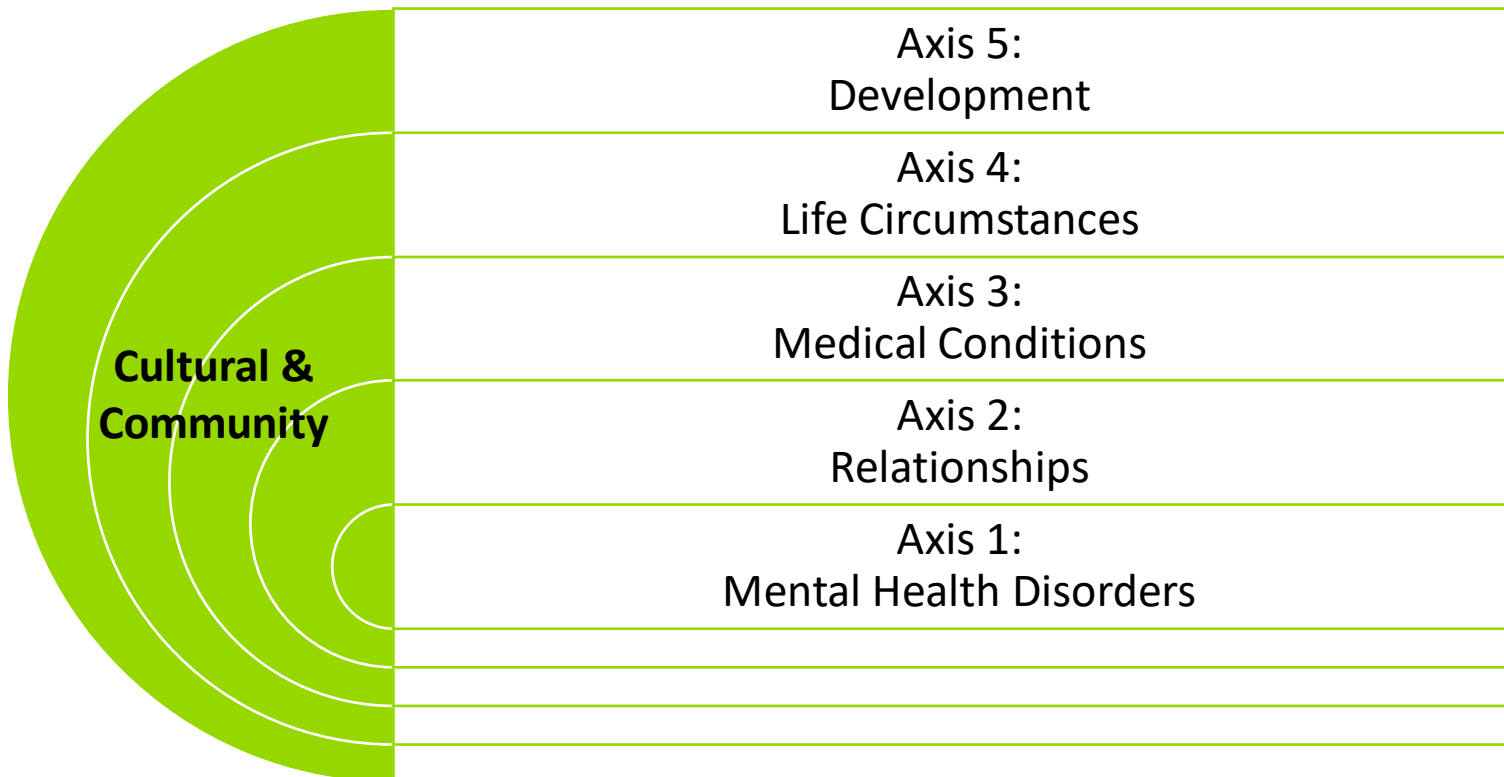 Axis 5:
Development
Axis 4:
Life Circumstances
Axis 3:
Medical Conditions
Cultural &
Community
Axis 2:
Relationships
Axis 1:
Mental Health Disorders